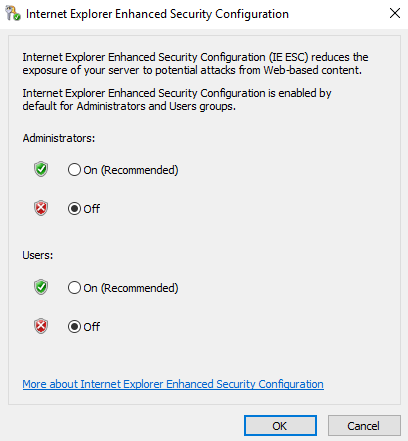 Internet Explorer Enhanced Security Configuration
Internet Explorer Enhanced Security Configuration (IE ESC) reduces the
exposure of your server to potential attacks from Web-based content.
Internet Explorer Enhanced Security Configuration is enabled by
default for Administrators and Users groups.
Administrators:
On (Recommended)
Off
Users:
On (Recommended)
Off
More about Internet Explorer Enhanced Security Configuration
OK Cancel